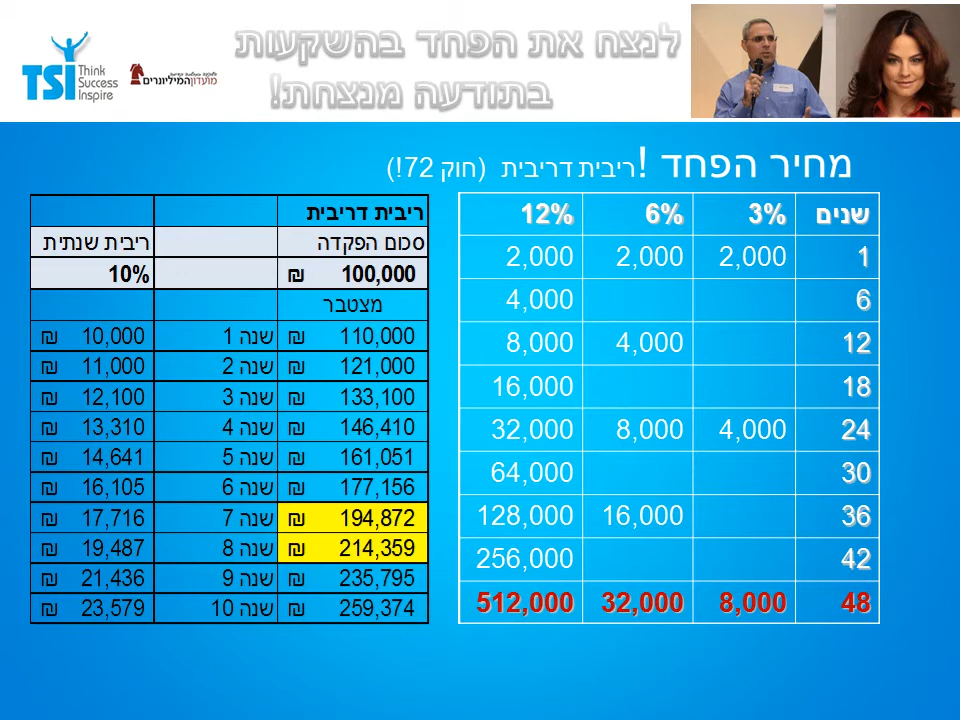 לנצח את הפחד בהשקעות
בתודעה מנצחת!
TSI Think Success Inspire
מועדון המיליונרים
מחיר הפחד ! ריבית דריבית (חוק 72!)
שנים 3% 6% 12%
1 2,000 2,000 2,000
6 4,000
12 4,000 8,000
18 16,000
24 4,000 8,000 32,000
30 64,000
36 16,000 128,000
42 256,000
48 8,000 32,000 512,000
ריבית דריבית
סכום הפקדה ריבית שנתית
₪ 100,000 10%
מצטבר
₪ 110,000 שנה 1 ₪ 10,000
₪ 121,000 שנה 2 ₪ 11,000
₪ 133,100 שנה 3 ₪ 12,100
₪ 146,410 שנה 4 ₪ 13,310
₪ 161,051 שנה 5 ₪ 14,641
₪ 177,156 שנה 6 ₪ 16,105
₪ 194,872 שנה 7 ₪ 17,716
₪ 214,359 שנה 8 ₪ 19,487
₪ 235,795 שנה 9 ₪ 21,436
₪ 259,374 שנה 10 ₪ 23,579